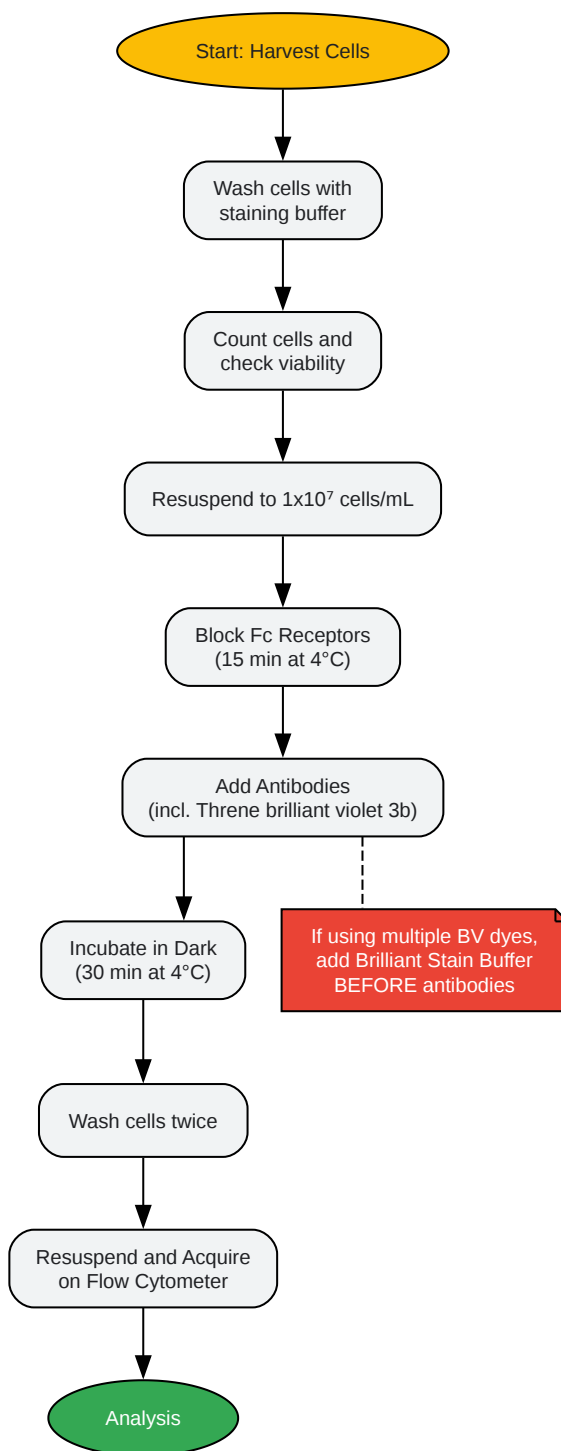 Start: Harvest Cells
Wash cells with
staining buffer
Count cells and
check viability
Resuspend to 1x10⁷ cells/mL
Block Fc Receptors
(15 min at 4°C)
Add Antibodies
(incl. Threne brilliant violet 3b)
Incubate in Dark
(30 min at 4°C)
If using multiple BV dyes,
add Brilliant Stain Buffer
BEFORE antibodies
Wash cells twice
Resuspend and Acquire
on Flow Cytometer
Analysis